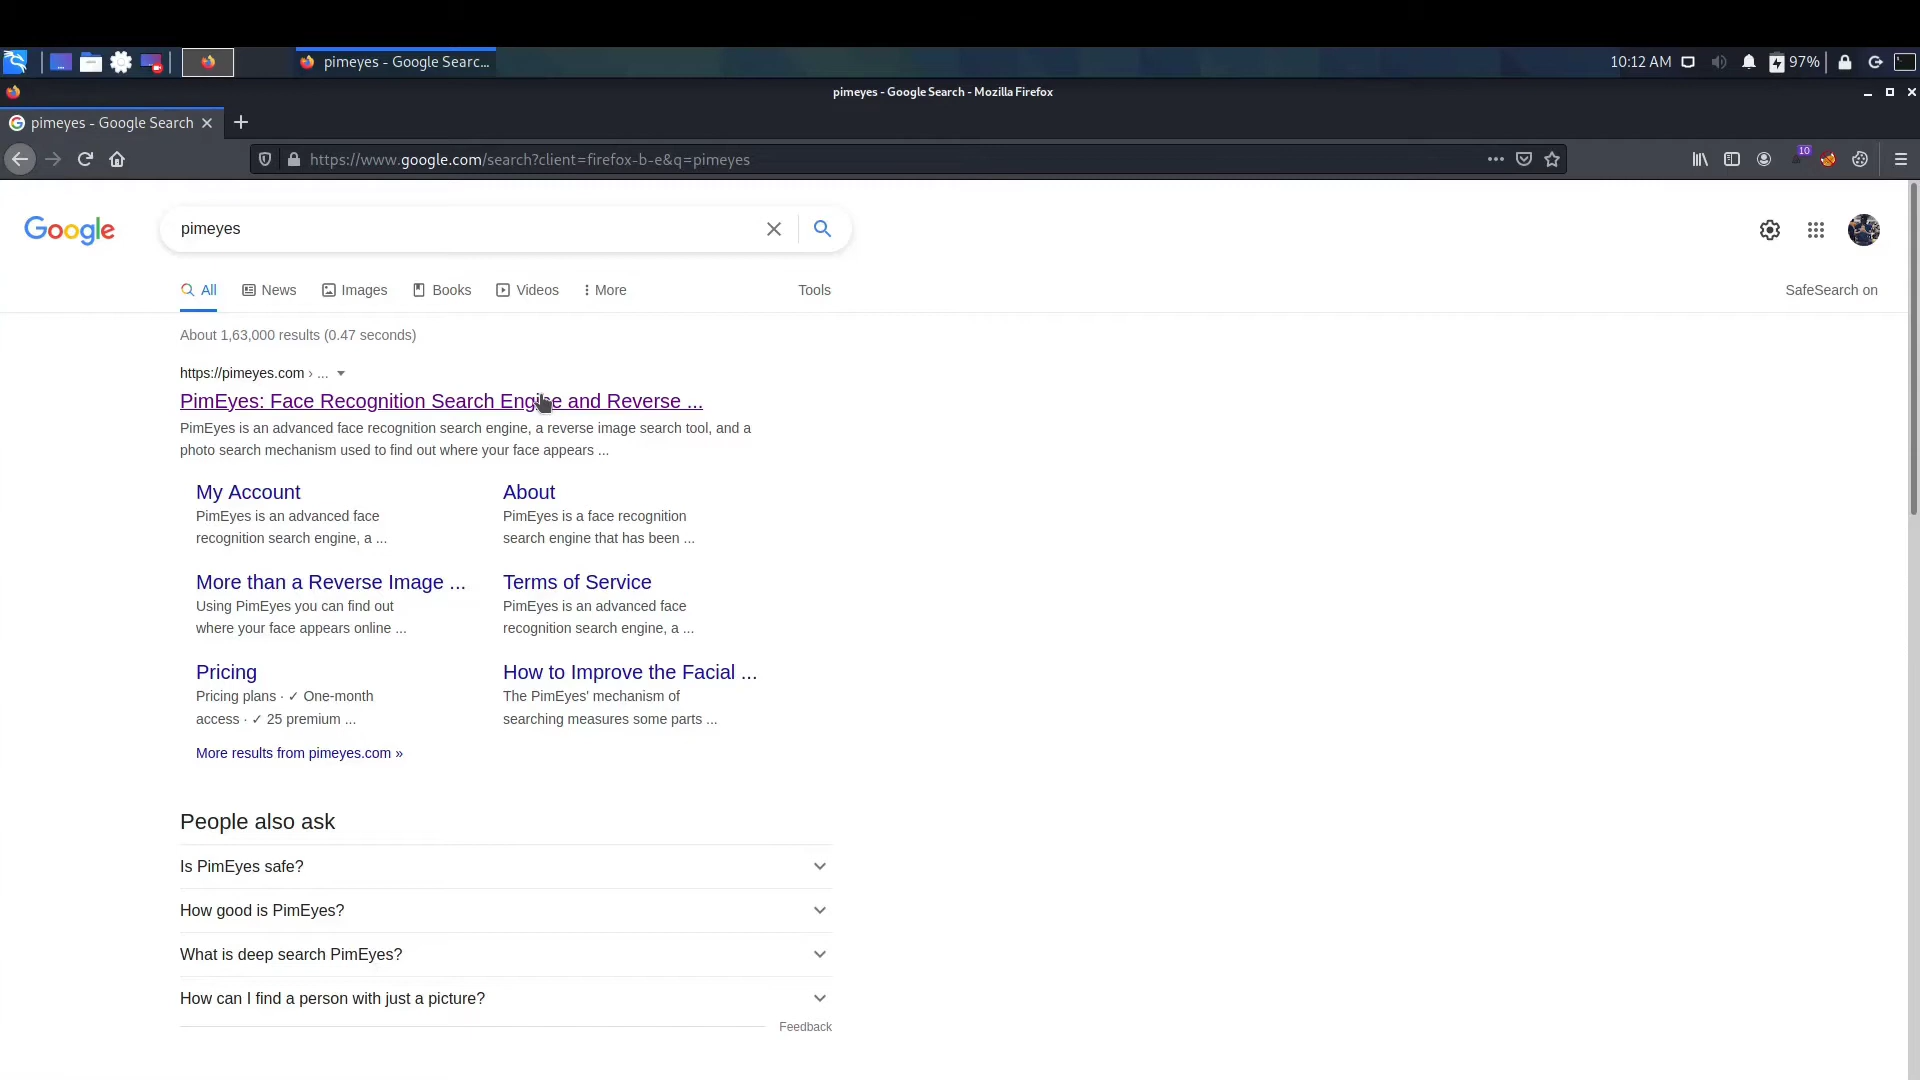 pimeyes - Google Searc...
10:12 AM
97%
pimeyes - Google Search - Mozilla Firefox
pimeyes - Google Search
https://www.google.com/search?client=firefox-b-e&q=pimeyes
10
Google
pimeyes
All
News
Images
Books
Videos
More
Tools
SafeSearch on
About 1,63,000 results (0.47 seconds)
https://pimeyes.com › ...
PimEyes: Face Recognition Search Engine and Reverse ...
PimEyes is an advanced face recognition search engine, a reverse image search tool, and a
photo search mechanism used to find out where your face appears ...
My Account
PimEyes is an advanced face
recognition search engine, a ...
About
PimEyes is a face recognition
search engine that has been ...
More than a Reverse Image ...
Using PimEyes you can find out
where your face appears online ...
Terms of Service
PimEyes is an advanced face
recognition search engine, a ...
Pricing
Pricing plans · ✓ One-month
access · ✓ 25 premium ...
How to Improve the Facial ...
The PimEyes' mechanism of
searching measures some parts ...
More results from pimeyes.com »
People also ask
Is PimEyes safe?
How good is PimEyes?
What is deep search PimEyes?
How can I find a person with just a picture?
Feedback